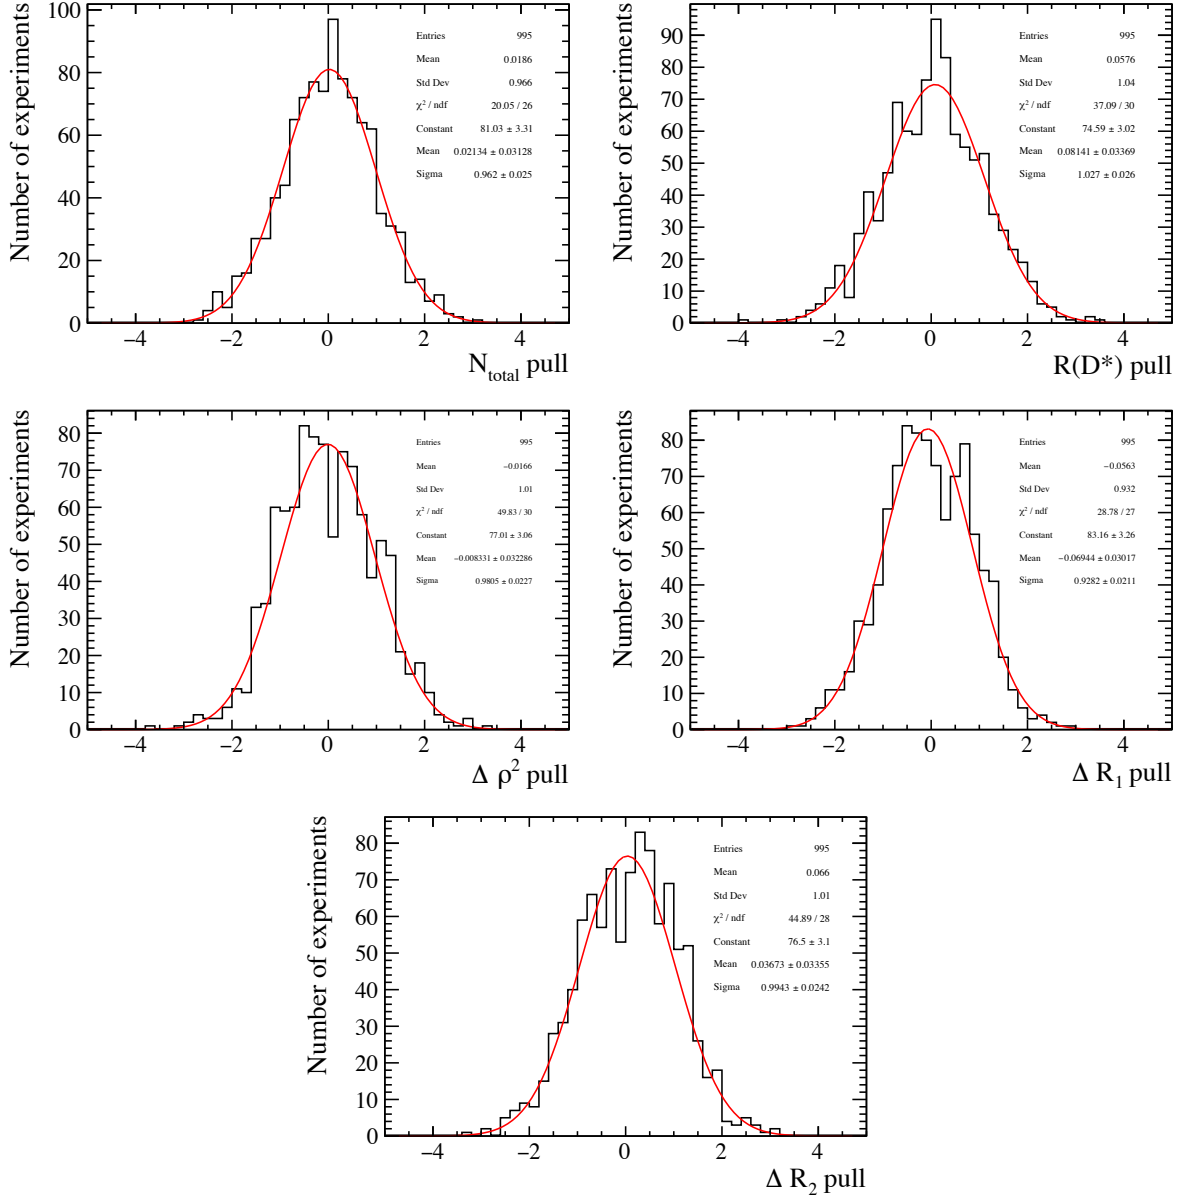 Number of experiments
100
80
60
40
20
0
Entries 995
Mean 0.0186
Std Dev 0.966
χ² / ndf 20.05 / 26
Constant 81.03 ± 3.31
Mean 0.02134 ± 0.03128
Sigma 0.962 ± 0.025
−4 −2 0 2 4
N_total pull
Number of experiments
90
80
70
60
50
40
30
20
10
0
Entries 995
Mean 0.0576
Std Dev 1.04
χ² / ndf 37.09 / 30
Constant 74.59 ± 3.02
Mean 0.08141 ± 0.03369
Sigma 1.027 ± 0.026
−4 −2 0 2 4
R(D*) pull
Number of experiments
80
70
60
50
40
30
20
10
0
Entries 995
Mean −0.0166
Std Dev 1.01
χ² / ndf 49.83 / 30
Constant 77.01 ± 3.06
Mean −0.008331 ± 0.032286
Sigma 0.9805 ± 0.0227
−4 −2 0 2 4
Δ ρ² pull
Number of experiments
80
70
60
50
40
30
20
10
0
Entries 995
Mean −0.0563
Std Dev 0.932
χ² / ndf 28.78 / 27
Constant 83.16 ± 3.26
Mean −0.06944 ± 0.03017
Sigma 0.9282 ± 0.0211
−4 −2 0 2 4
Δ R₁ pull
Number of experiments
80
70
60
50
40
30
20
10
0
Entries 995
Mean 0.066
Std Dev 1.01
χ² / ndf 44.89 / 28
Constant 76.5 ± 3.1
Mean 0.03673 ± 0.03355
Sigma 0.9943 ± 0.0242
−4 −2 0 2 4
Δ R₂ pull